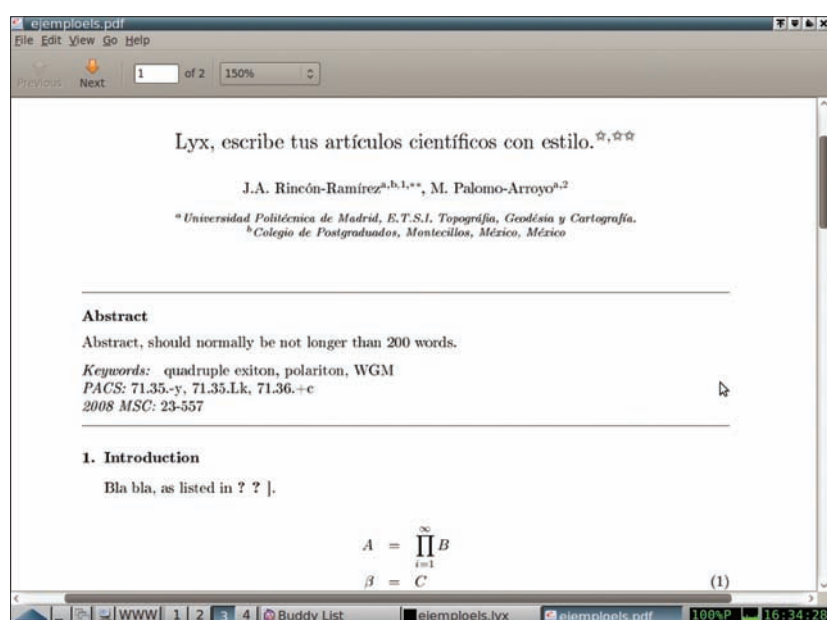 ejemploels.pdf
File Edit View Go Help
Previous Next 1 of 2 150%
Lyx, escribe tus artículos científicos con estilo.☆,☆☆
J.A. Rincón-Ramírez a,b,1,∗∗, M. Palomo-Arroyo a,2
a Universidad Politécnica de Madrid, E.T.S.I. Topográfia, Geodésia y Cartografía.
b Colegio de Postgraduados, Montecillos, México, México
Abstract
Abstract, should normally be not longer than 200 words.
Keywords: quadruple exiton, polariton, WGM
PACS: 71.35.-y, 71.35.Lk, 71.36.+c
2008 MSC: 23-557
1. Introduction
Bla bla, as listed in ? ? ].
A = ∏_{i=1}^{∞} B
β = C (1)
WWW 1 2 3 4 Buddy List ejemploels.lyx ejemploels.pdf 100%P 16:34:28